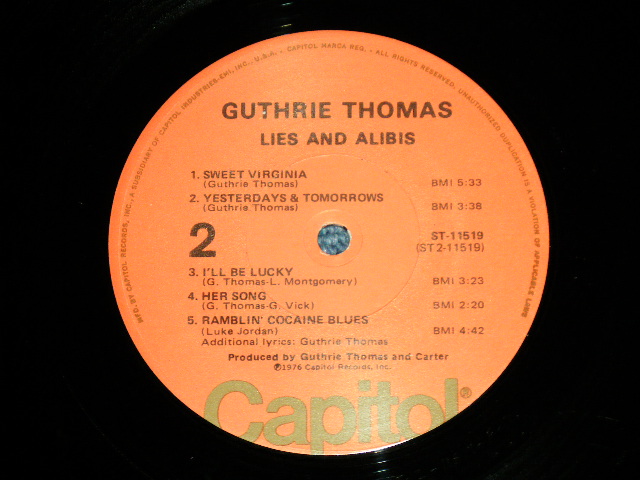 MFD. BY CAPITOL RECORDS, INC., A SUBSIDIARY OF CAPITOL INDUSTRIES-EMI, INC., U.S.A. • CAPITOL MARCA REG. • ALL RIGHTS RESERVED. UNAUTHORIZED DUPLICATION IS A VIOLATION OF APPLICABLE LAWS
GUTHRIE THOMAS
LIES AND ALIBIS
1. SWEET VIRGINIA
(Guthrie Thomas) BMI 5:33
2. YESTERDAYS & TOMORROWS
(Guthrie Thomas) BMI 3:38
2
ST-11519
(ST2-11519)
3. I'LL BE LUCKY
(G. Thomas-L. Montgomery) BMI 3:23
4. HER SONG
(G. Thomas-G. Vick) BMI 2:20
5. RAMBLIN' COCAINE BLUES
(Luke Jordan) BMI 4:42
Additional lyrics: Guthrie Thomas
Produced by Guthrie Thomas and Carter
℗1976 Capitol Records, Inc.
Capitol®